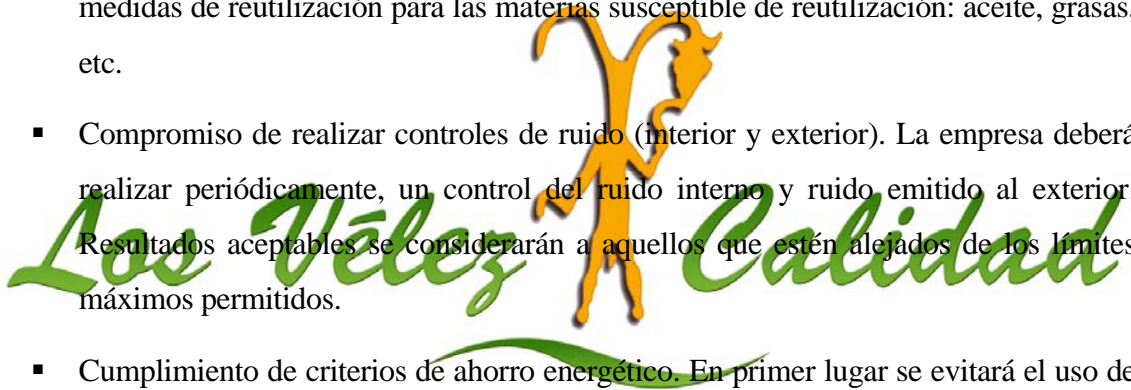 medidas de reutilización para las materias susceptible de reutilización: aceite, grasas,
etc.
▪ Compromiso de realizar controles de ruido (interior y exterior). La empresa deberá
realizar periódicamente, un control del ruido interno y ruido emitido al exterior.
Resultados aceptables se considerarán a aquellos que estén alejados de los límites
máximos permitidos.
Los Vélez Calidad
▪ Cumplimiento de criterios de ahorro energético. En primer lugar se evitará el uso de